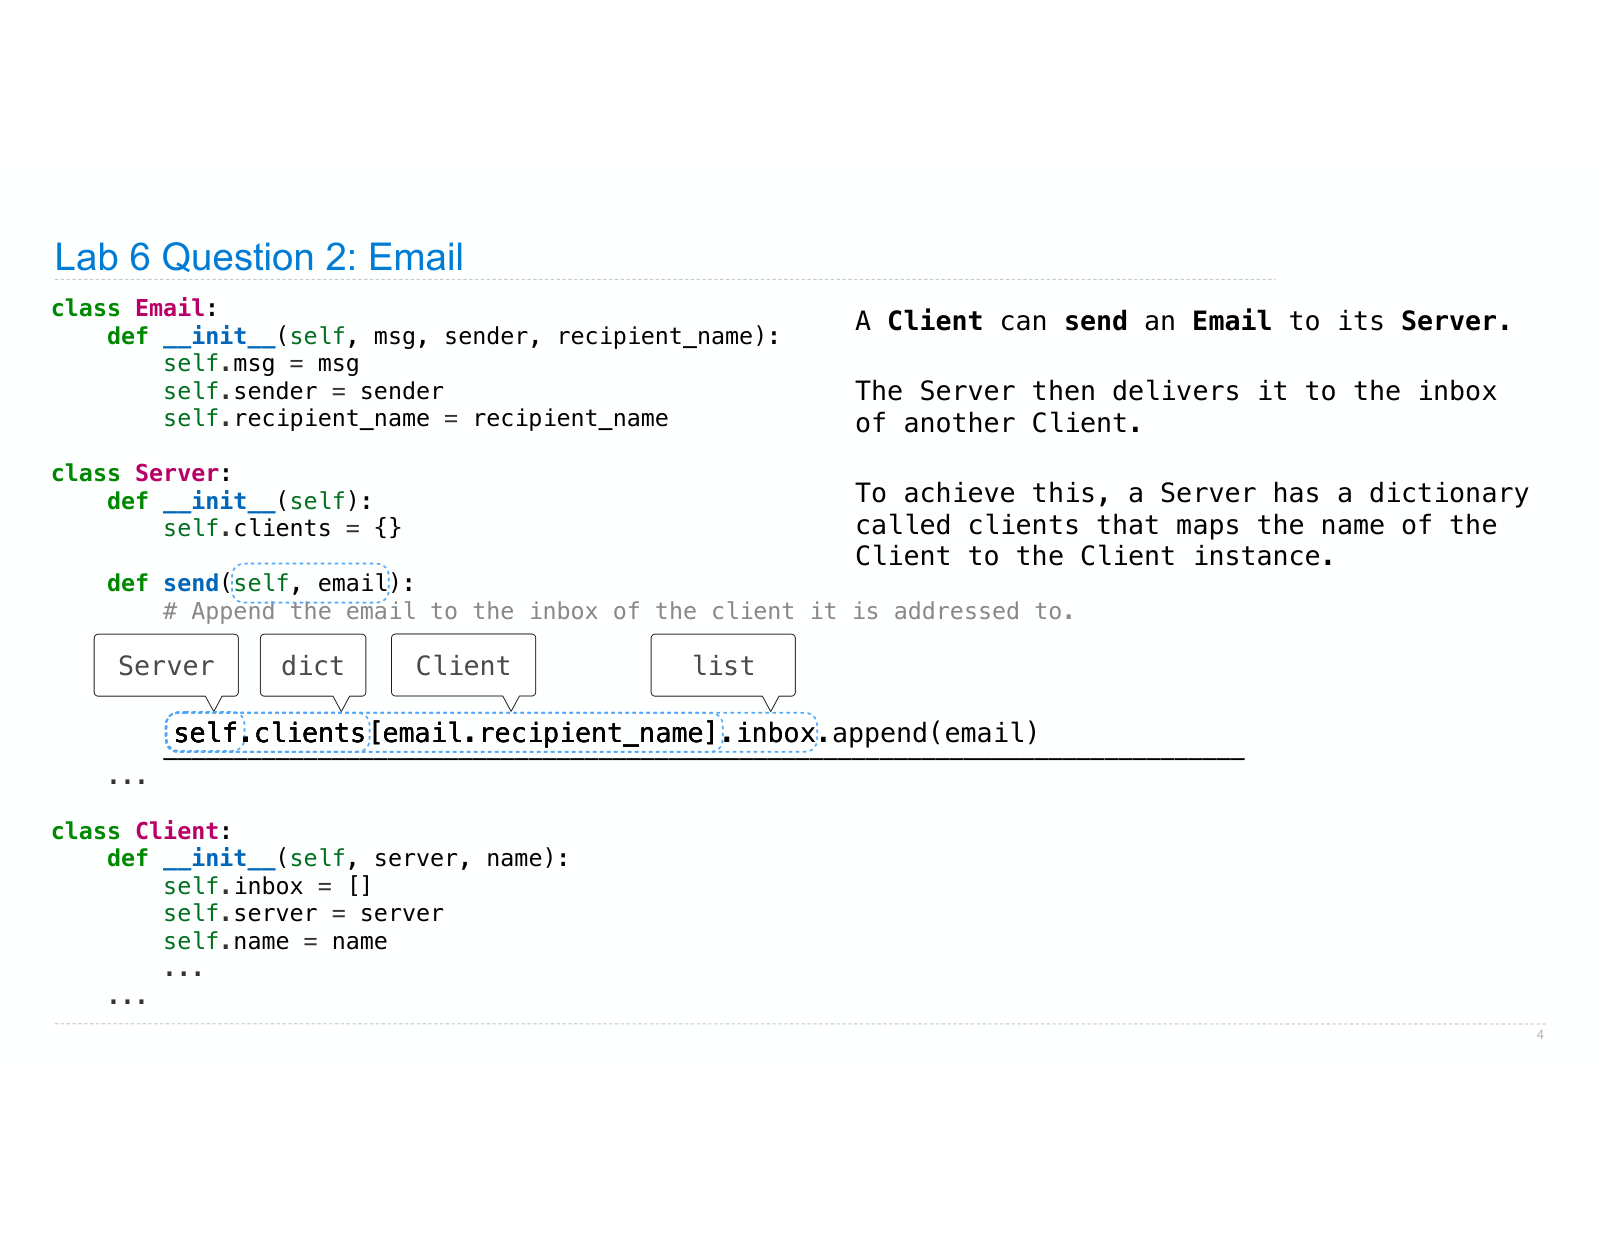 Lab 6 Question 2: Email
class Email:
    def __init__(self, msg, sender, recipient_name):
        self.msg = msg
        self.sender = sender
        self.recipient_name = recipient_name
class Server:
    def __init__(self):
        self.clients = {}
    def send(self, email):
        # Append the email to the inbox of the client it is addressed to.
Server dict Client list
        self.clients[email.recipient_name].inbox.append(email)
    ...
class Client:
    def __init__(self, server, name):
        self.inbox = []
        self.server = server
        self.name = name
        ...
    ...
A Client can send an Email to its Server.
The Server then delivers it to the inbox
of another Client.
To achieve this, a Server has a dictionary
called clients that maps the name of the
Client to the Client instance.
4